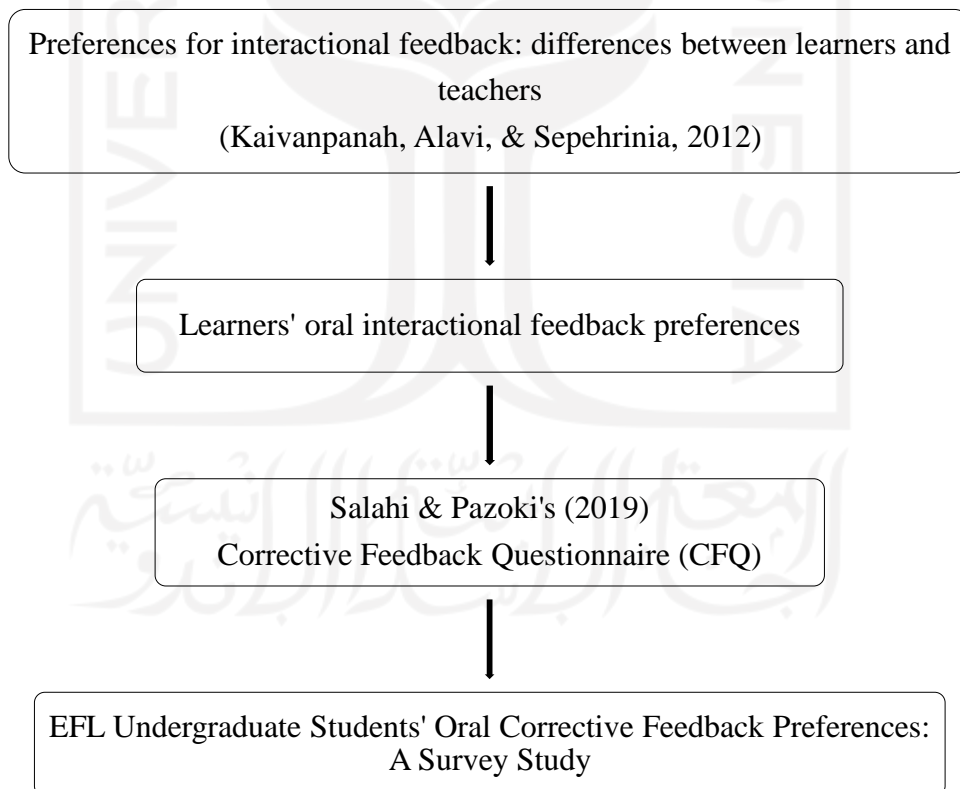 Preferences for interactional feedback: differences between learners and
teachers
(Kaivanpanah, Alavi, & Sepehrinia, 2012)
Learners' oral interactional feedback preferences
Salahi & Pazoki's (2019)
Corrective Feedback Questionnaire (CFQ)
EFL Undergraduate Students' Oral Corrective Feedback Preferences:
A Survey Study